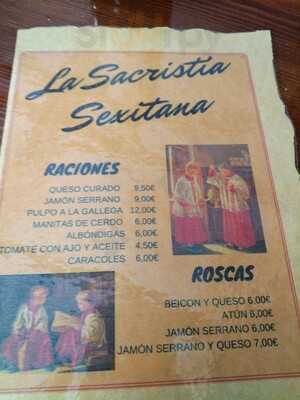 La Sacristia
Sexitana
RACIONES
QUESO CURADO 9,50€
JAMÓN SERRANO 9,00€
PULPO A LA GALLEGA 12,00€
MANITAS DE CERDO 6,00€
ALBÓNDIGAS 6,00€
TOMATE CON AJO Y ACEITE 4,50€
CARACOLES 6,00€
ROSCAS
BEICON Y QUESO 6,00€
ATÚN 6,00€
JAMÓN SERRANO 6,00€
JAMÓN SERRANO Y QUESO 7,00€